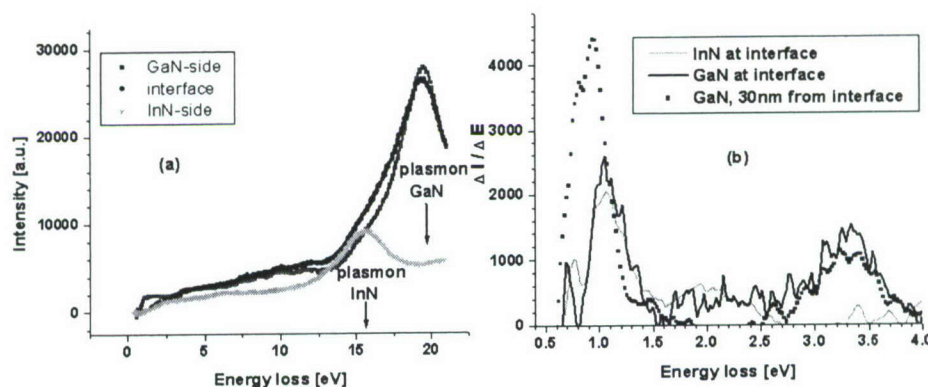 30000
20000
10000
0
Intensity [a.u.]
GaN-side
interface
InN-side
(a)
plasmon
GaN
plasmon
InN
0
5
10
15
20
Energy loss [eV]
4000
3000
2000
1000
0
Δ I / Δ E
InN at interface
GaN at interface
GaN, 30nm from interface
(b)
0.5
1.0
1.5
2.0
2.5
3.0
3.5
4.0
Energy loss [eV]